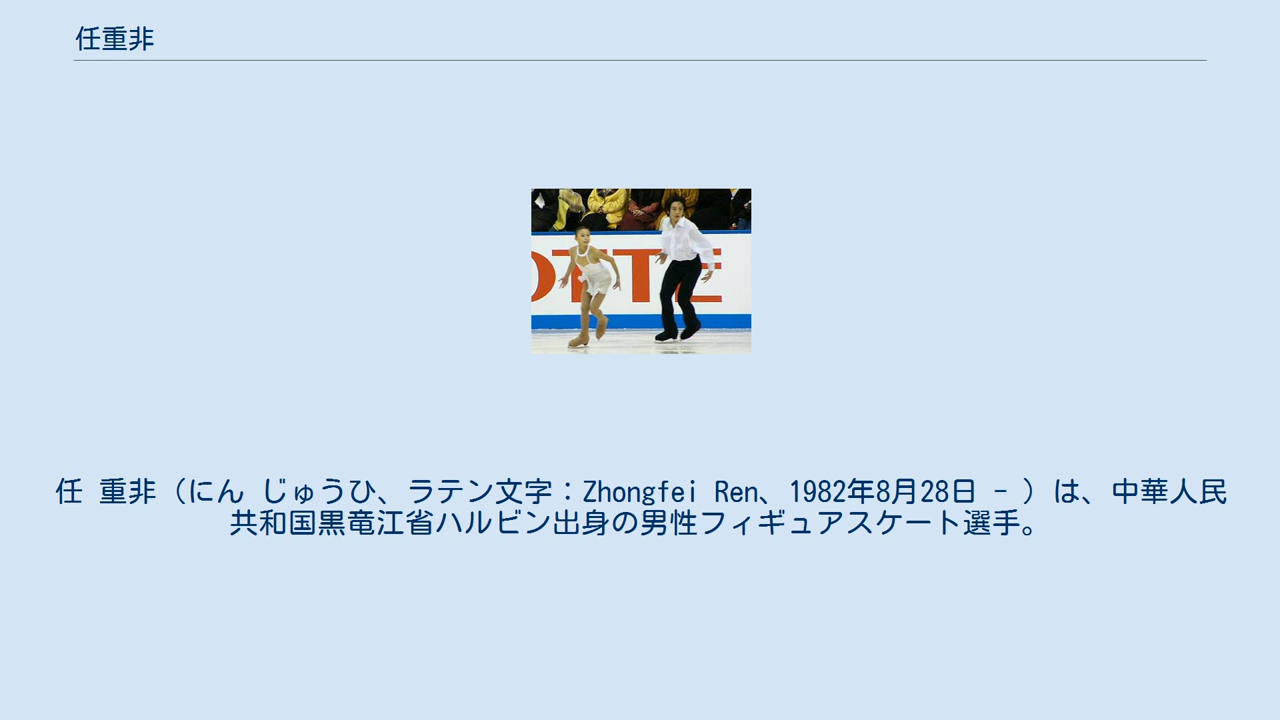 任重非
OTTE
任 重非（にん じゅうひ、ラテン文字：Zhongfei Ren、1982年8月28日 - ）は、中華人民
共和国黒竜江省ハルビン出身の男性フィギュアスケート選手。